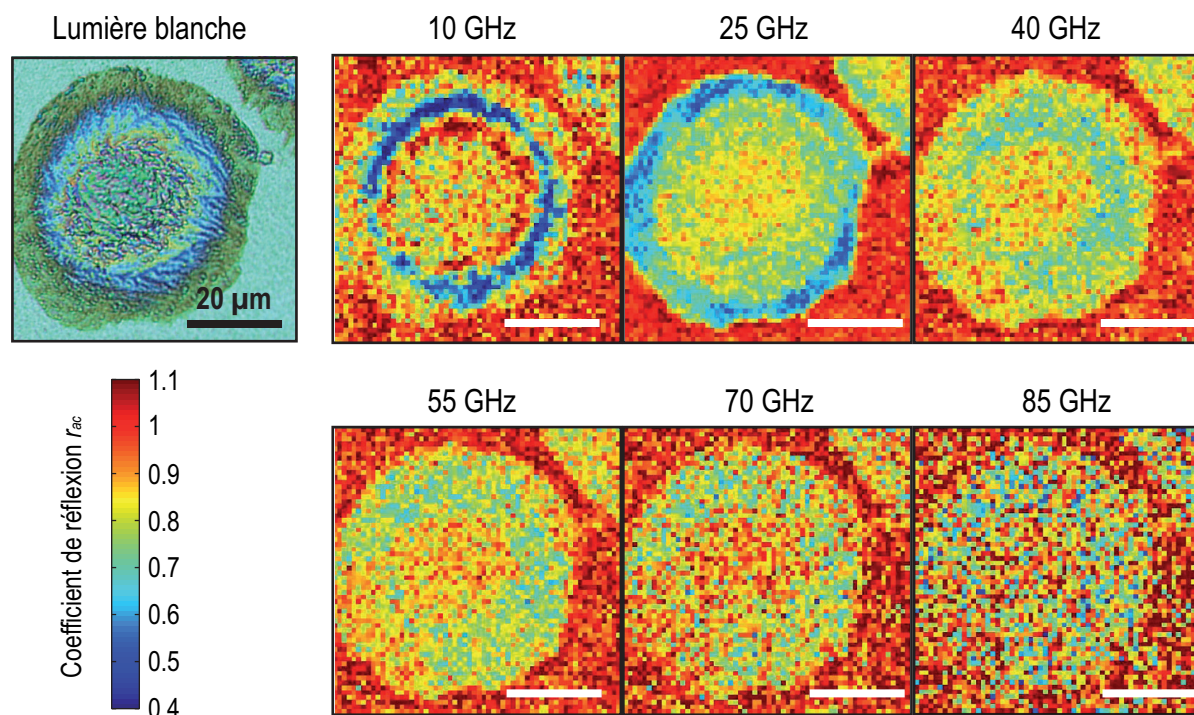 Lumière blanche
10 GHz
25 GHz
40 GHz
20 µm
55 GHz
70 GHz
85 GHz
Coefficient de réflexion rac
1.1
1
0.9
0.8
0.7
0.6
0.5
0.4